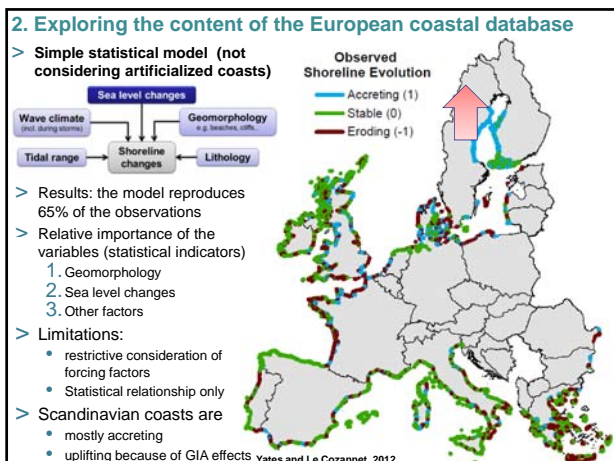 2. Exploring the content of the European coastal database
> Simple statistical model (not
considering artificialized coasts)
Sea level changes
Wave climate
(incl. during storms)
Geomorphology
e.g. beaches, cliffs..
Tidal range
Shoreline
changes
Lithology
> Results: the model reproduces
65% of the observations
> Relative importance of the
variables (statistical indicators)
1. Geomorphology
2. Sea level changes
3. Other factors
> Limitations:
• restrictive consideration of
forcing factors
• Statistical relationship only
> Scandinavian coasts are
• mostly accreting
• uplifting because of GIA effects
Observed
Shoreline Evolution
Accreting (1)
Stable (0)
Eroding (-1)
Yates and Le Cozannet, 2012